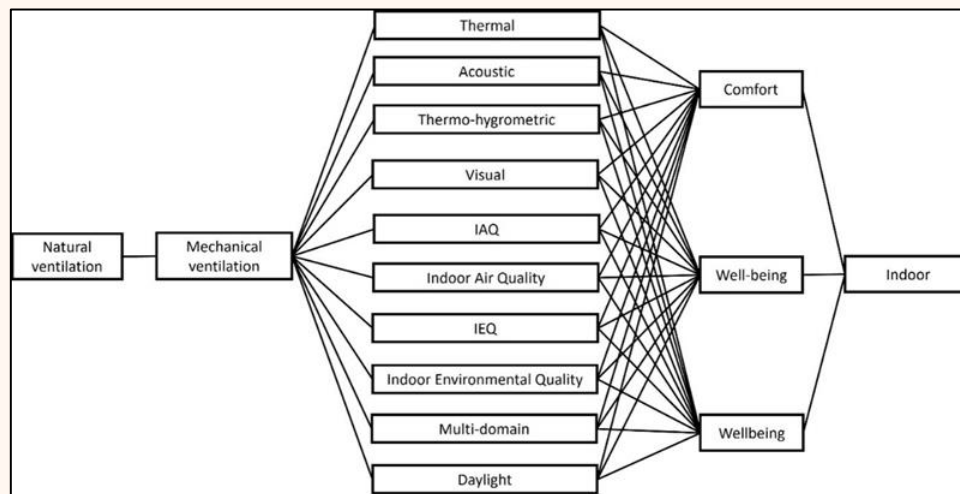 Natural
ventilation
Mechanical
ventilation
Thermal
Acoustic
Thermo-hygrometric
Visual
IAQ
Indoor Air Quality
IEQ
Indoor Environmental Quality
Multi-domain
Daylight
Comfort
Well-being
Wellbeing
Indoor